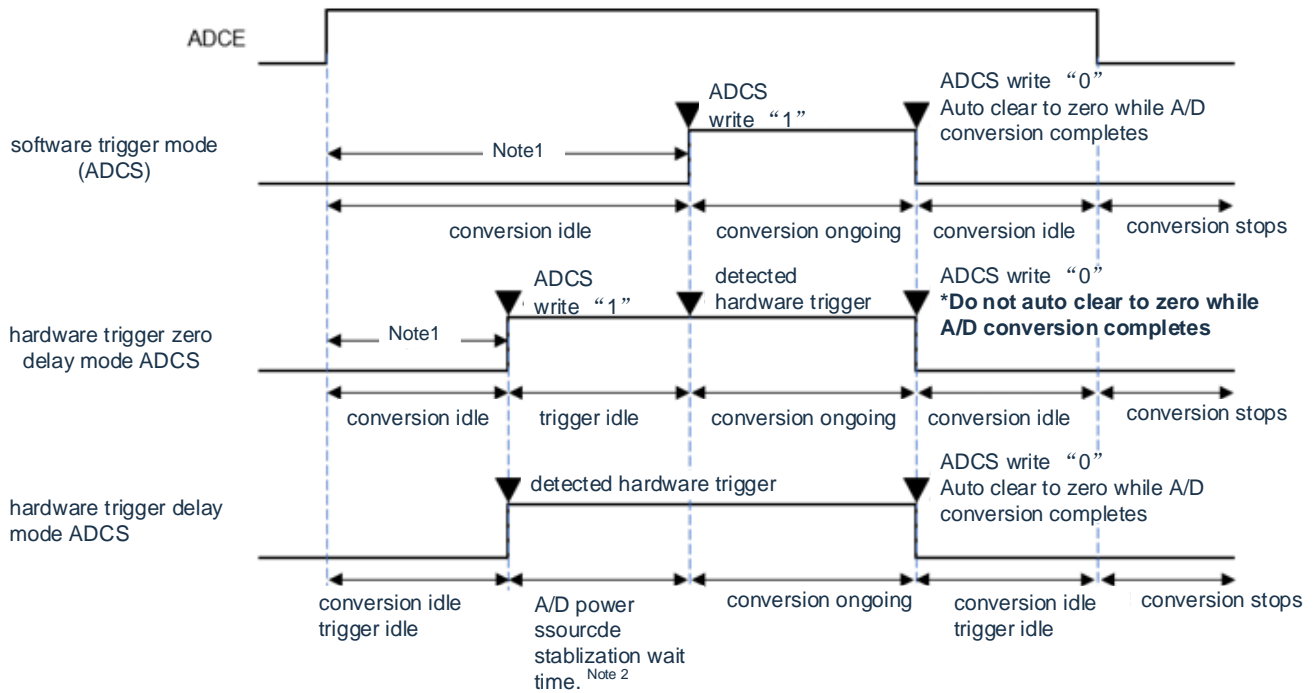 ADCE
software trigger mode
(ADCS)
ADCS
write “1”
ADCS write “0”
Auto clear to zero while A/D
conversion completes
Note1
conversion idle
conversion ongoing
conversion idle
conversion stops
hardware trigger zero
delay mode ADCS
ADCS
write “1”
detected
hardware trigger
ADCS write “0”
*Do not auto clear to zero while
A/D conversion completes
Note1
conversion idle
trigger idle
conversion ongoing
conversion idle
conversion stops
hardware trigger delay
mode ADCS
detected hardware trigger
ADCS write “0”
Auto clear to zero while A/D
conversion completes
conversion idle
trigger idle
A/D power
ssourcde
stablization wait
time. Note 2
conversion ongoing
conversion idle
trigger idle
conversion stops